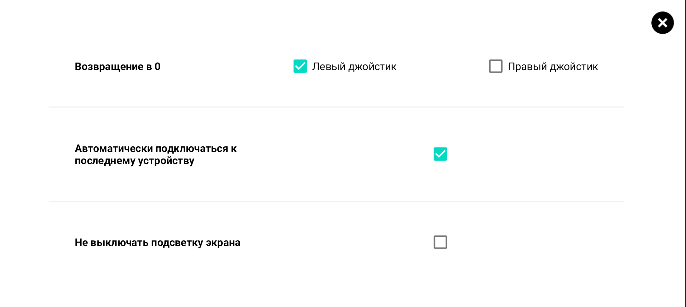 Возвращение в 0
Левый джойстик
Правый джойстик
Автоматически подключаться к
последнему устройству
Не выключать подсветку экрана